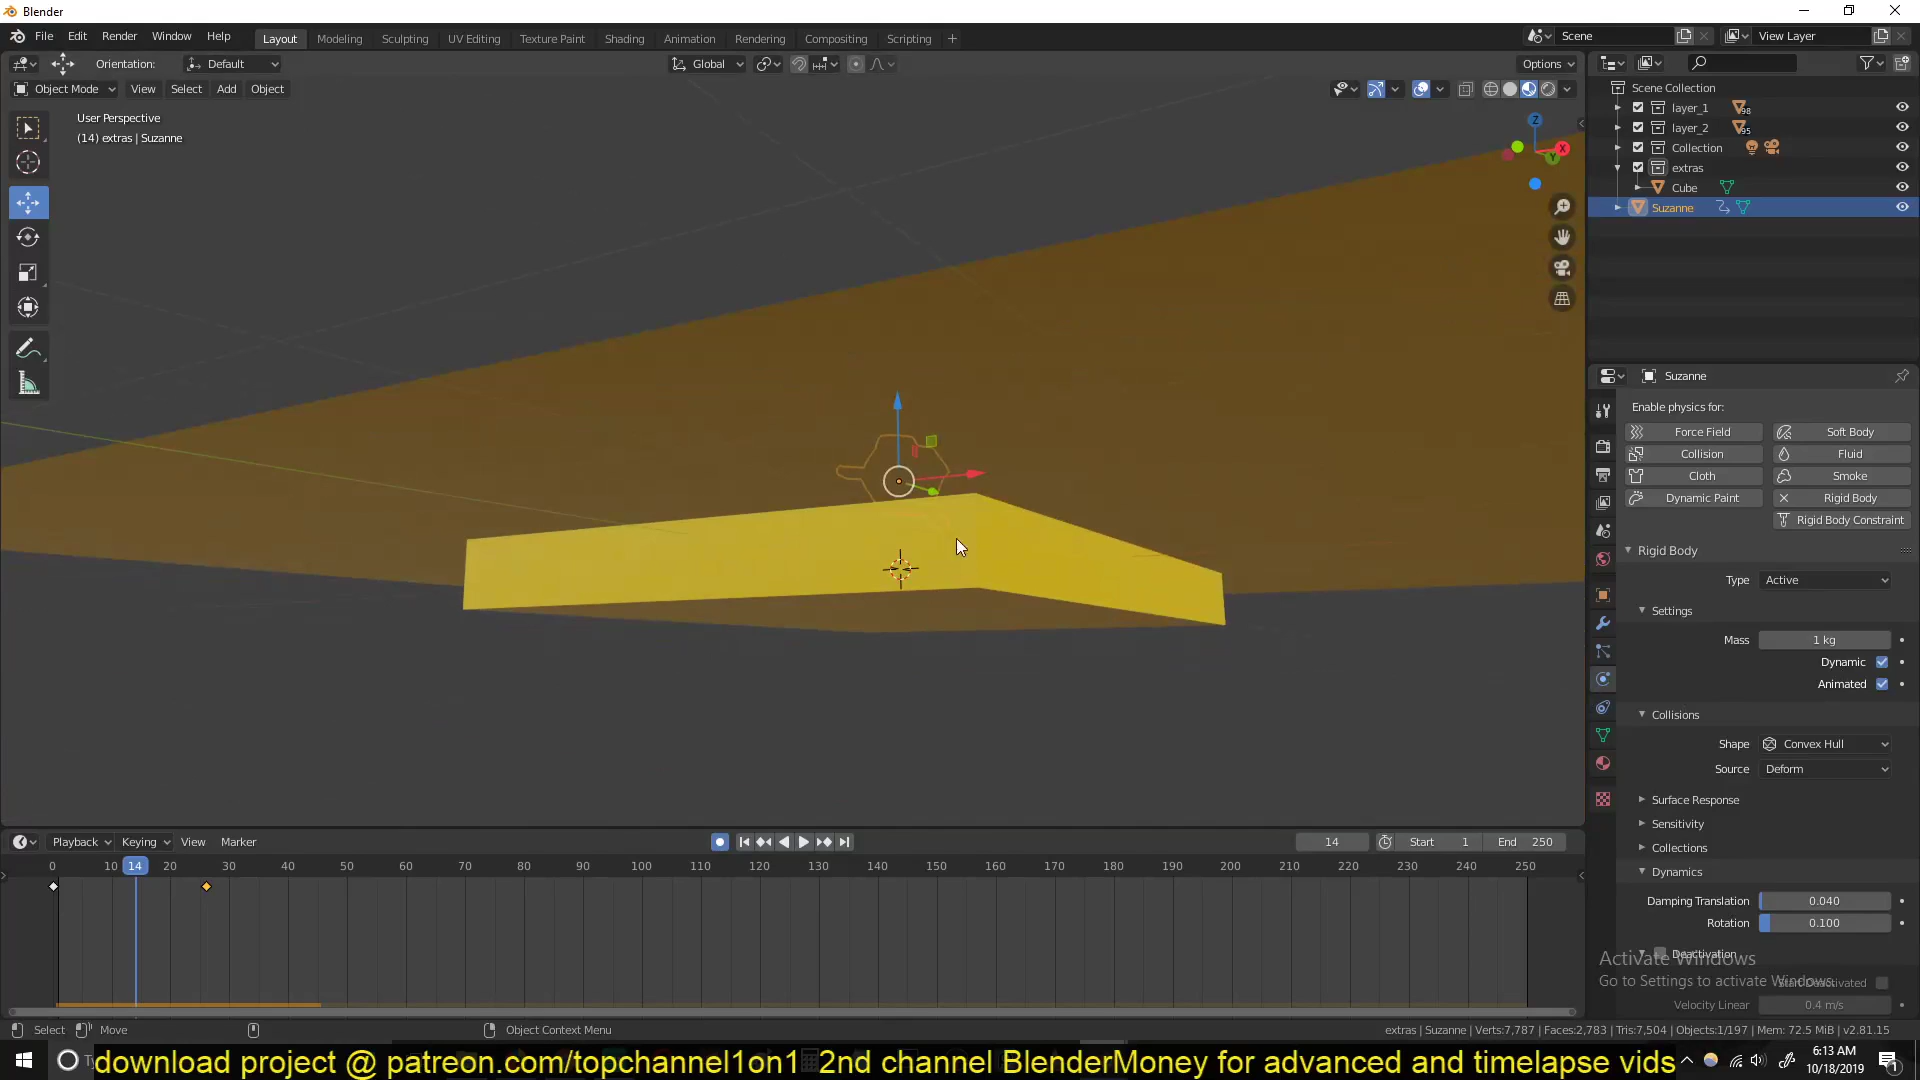 Blender
File Edit Render Window Help Layout Modeling Sculpting UV Editing Texture Paint Shading Animation Rendering Compositing Scripting + Scene View Layer
Orientation: Default Global Options
Object Mode View Select Add Object
User Perspective
(14) extras | Suzanne
Z
X
Y
Scene Collection
layer_1 98
layer_2 95
Collection
extras
Cube
Suzanne
Suzanne
Enable physics for:
Force Field Soft Body
Collision Fluid
Cloth Smoke
Dynamic Paint Rigid Body
Rigid Body Constraint
Rigid Body
Type Active
Settings
Mass 1 kg
Dynamic
Animated
Collisions
Shape Convex Hull
Source Deform
Surface Response
Sensitivity
Collections
Dynamics
Damping Translation 0.040
Rotation 0.100
Deactivation
Activate Windows
Go to Settings to activate Windows.
Velocity Linear 0.4 m/s
Playback Keying View Marker 14 Start 1 End 250
0 10 14 20 30 40 50 60 70 80 90 100 110 120 130 140 150 160 170 180 190 200 210 220 230 240 250
Select Move Object Context Menu extras | Suzanne | Verts:7,787 | Faces:2,783 | Tris:7,504 | Objects:1/197 | Mem: 72.5 MiB | v2.81.15
download project @ patreon.com/topchannel1on1 2nd channel BlenderMoney for advanced and timelapse vids
6:13 AM
10/18/2019
1